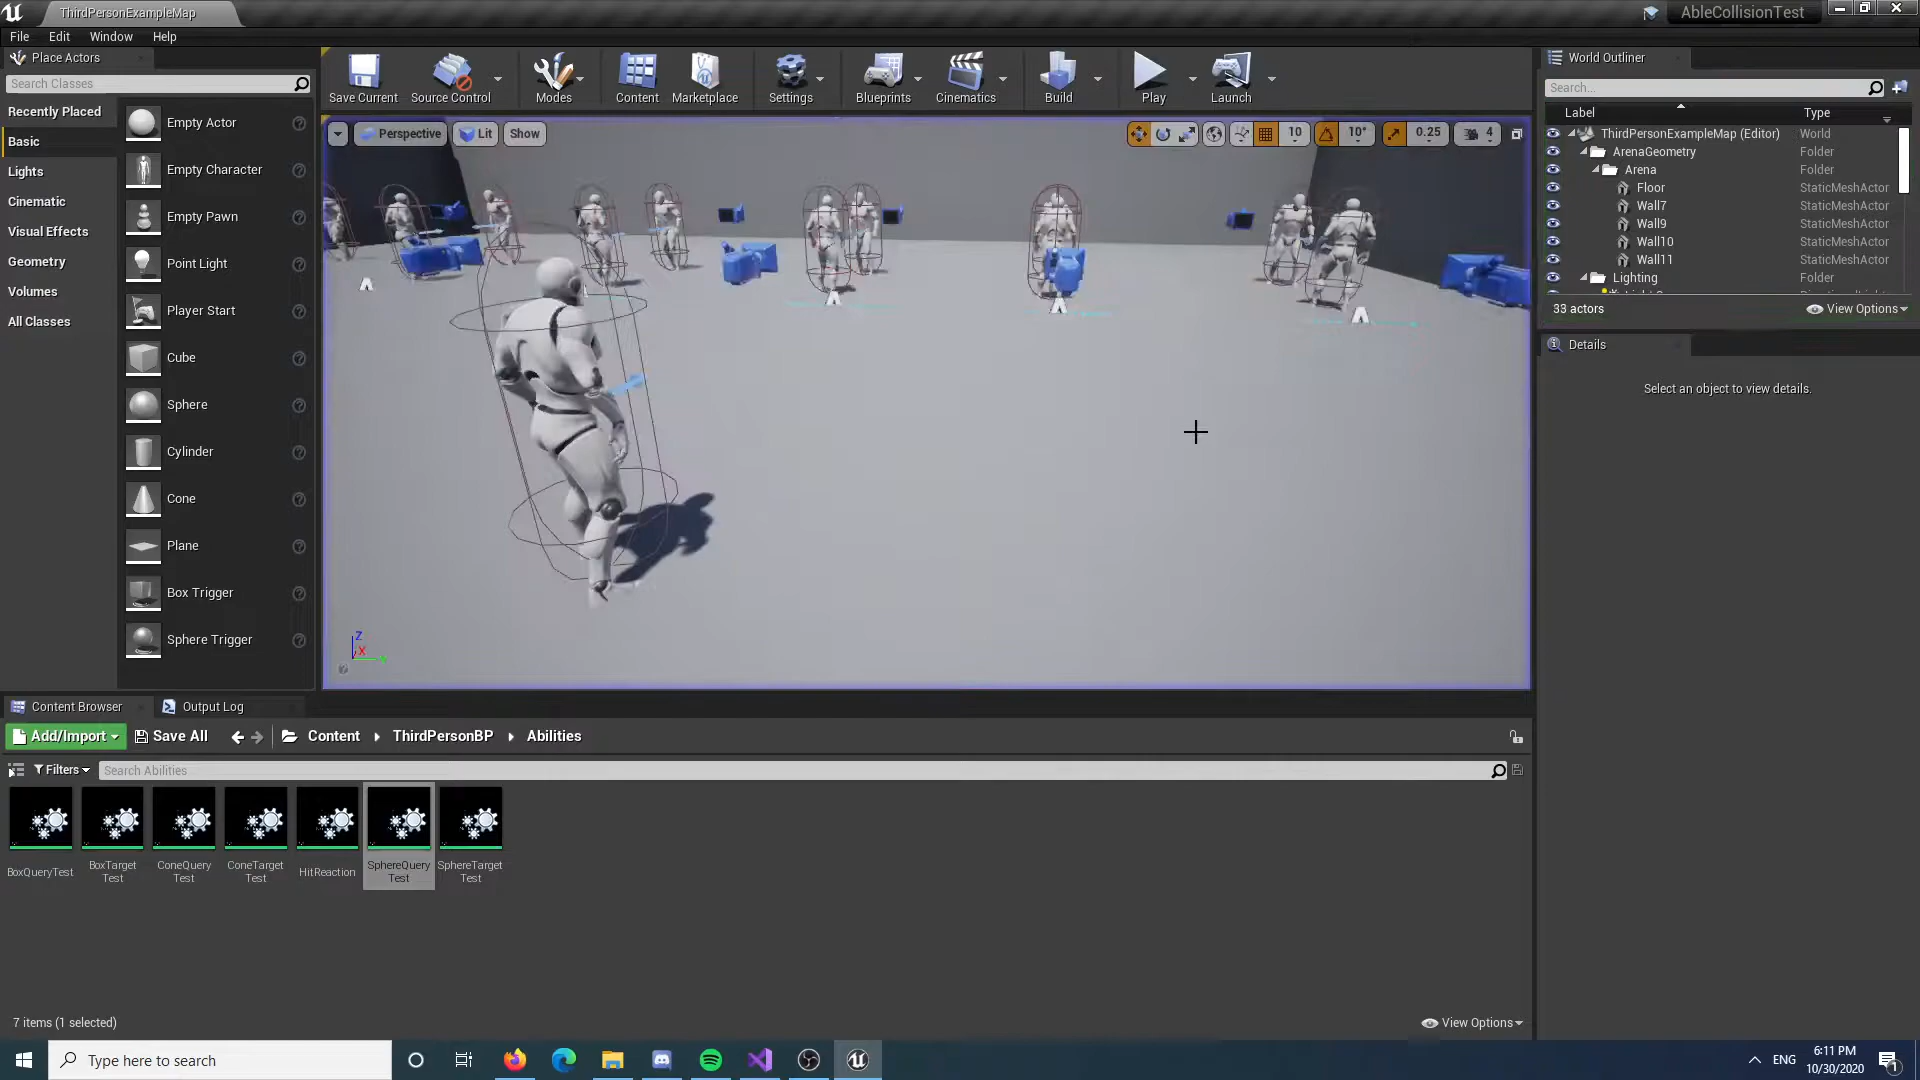 ThirdPersonExampleMap
AbleCollisionTest
File Edit Window Help
Place Actors
Search Classes
Recently Placed
Basic
Lights
Cinematic
Visual Effects
Geometry
Volumes
All Classes
Empty Actor
Empty Character
Empty Pawn
Point Light
Player Start
Cube
Sphere
Cylinder
Cone
Plane
Box Trigger
Sphere Trigger
Save Current Source Control Modes Content Marketplace Settings Blueprints Cinematics Build Play Launch
Perspective Lit Show
10 10° 0.25 4
Z
X
World Outliner
Search...
Label Type
ThirdPersonExampleMap (Editor) World
ArenaGeometry Folder
Arena Folder
Floor StaticMeshActor
Wall7 StaticMeshActor
Wall9 StaticMeshActor
Wall10 StaticMeshActor
Wall11 StaticMeshActor
Lighting Folder
33 actors View Options
Details
Select an object to view details.
Content Browser Output Log
Add/Import Save All Content ThirdPersonBP Abilities
Filters Search Abilities
BoxQueryTest
BoxTarget
Test
ConeQuery
Test
ConeTarget
Test
HitReaction
SphereQuery
Test
SphereTarget
Test
7 items (1 selected) View Options
Type here to search
ENG
6:11 PM
10/30/2020
1